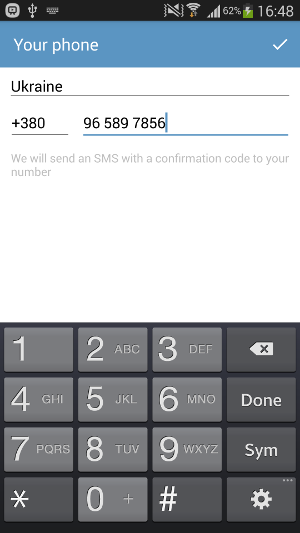 62% 16:48
Your phone
Ukraine
+380 96 589 7856
We will send an SMS with a confirmation code to your
number
1 2 ABC 3 DEF
4 GHI 5 JKL 6 MNO Done
7 PQRS 8 TUV 9 WXYZ Sym
* 0 + # ...